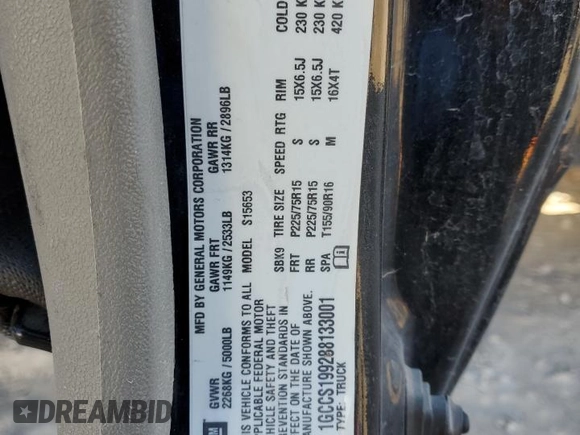 GM
MFD BY GENERAL MOTORS CORPORATION
GVWR GAWR FRT GAWR RR
2268KG / 5000LB 1149KG / 2533LB 1314KG / 2896LB
IS VEHICLE CONFORMS TO ALL MODEL S15653
PLICABLE FEDERAL MOTOR
HICLE SAFETY AND THEFT
EVENTION STANDARDS IN
FECT ON THE DATE OF
ANUFACTURE SHOWN ABOVE.
1GCCS199288133001
TYPE: TRUCK
SBK9 TIRE SIZE SPEED RTG RIM COLD
FRT P225/75R15 S 15X6.5J 230 K
RR P225/75R15 S 15X6.5J 230 K
SPA T155/90R16 M 16X4T 420 K
DREAMBID